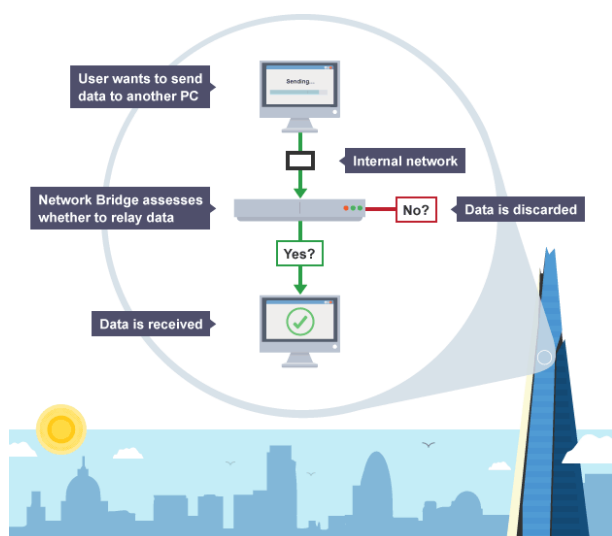 User wants to send
data to another PC
Sending...
Internal network
Network Bridge assesses
whether to relay data
No?
Data is discarded
Yes?
Data is received